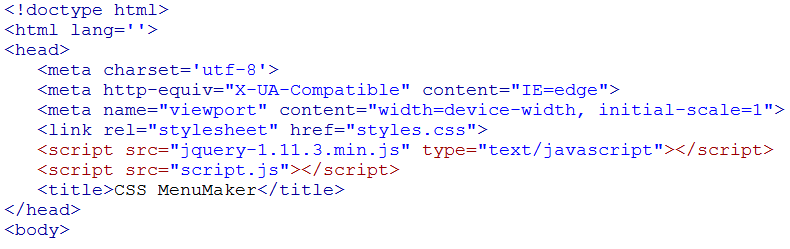 <!doctype html>
<html lang=''>
<head>
<meta charset='utf-8'>
<meta http-equiv="X-UA-Compatible" content="IE=edge">
<meta name="viewport" content="width=device-width, initial-scale=1">
<link rel="stylesheet" href="styles.css">
<script src="jquery-1.11.3.min.js" type="text/javascript"></script>
<script src="script.js"></script>
<title>CSS MenuMaker</title>
</head>
<body>